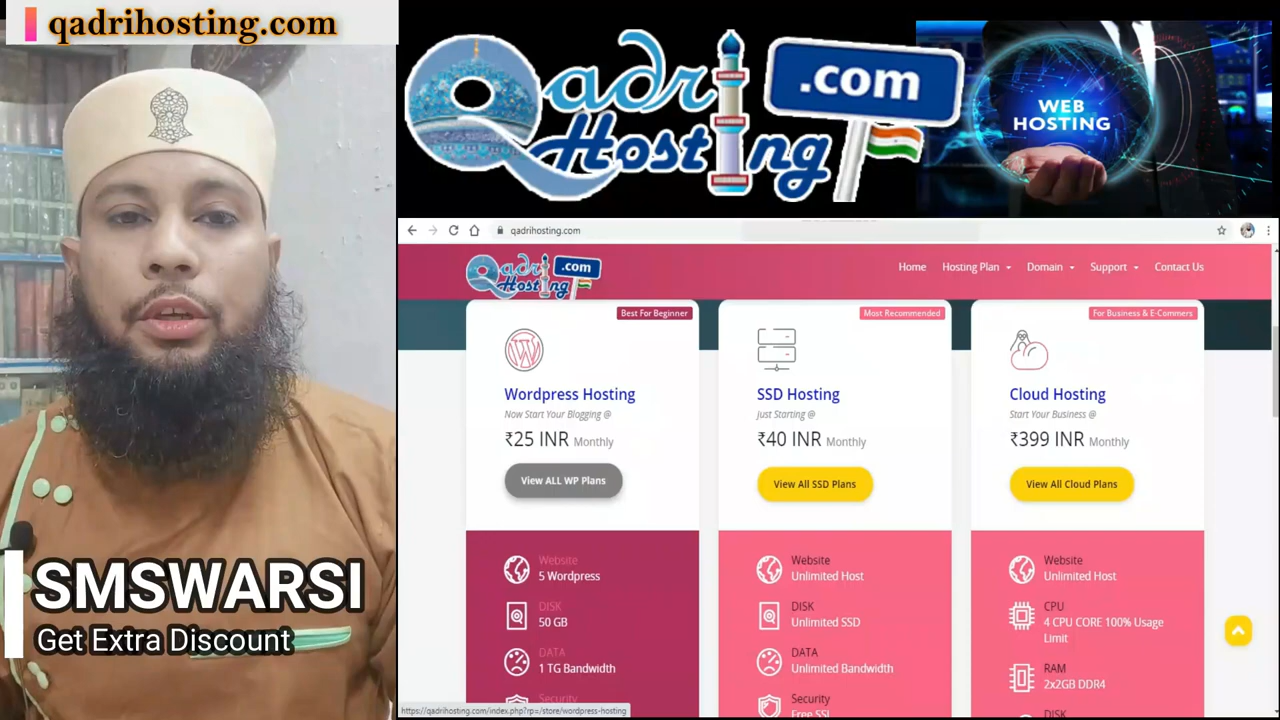 qadrihosting.com
Qadri
Hosting
.com
WEB
HOSTING
qadrihosting.com
Qadri
Hosting
.com
Home
Hosting Plan
Domain
Support
Contact Us
Best For Beginner
Wordpress Hosting
Now Start Your Blogging @
₹25 INR Monthly
View ALL WP Plans
Website
5 Wordpress
DISK
50 GB
DATA
1 TG Bandwidth
Security
Most Recommended
SSD Hosting
Just Starting @
₹40 INR Monthly
View All SSD Plans
Website
Unlimited Host
DISK
Unlimited SSD
DATA
Unlimited Bandwidth
Security
Free SSL
For Business & E-Commers
Cloud Hosting
Start Your Business @
₹399 INR Monthly
View All Cloud Plans
Website
Unlimited Host
CPU
4 CPU CORE 100% Usage
Limit
RAM
2x2GB DDR4
DISK
https://qadrihosting.com/index.php?rp=/store/wordpress-hosting
SMSWARSI
Get Extra Discount